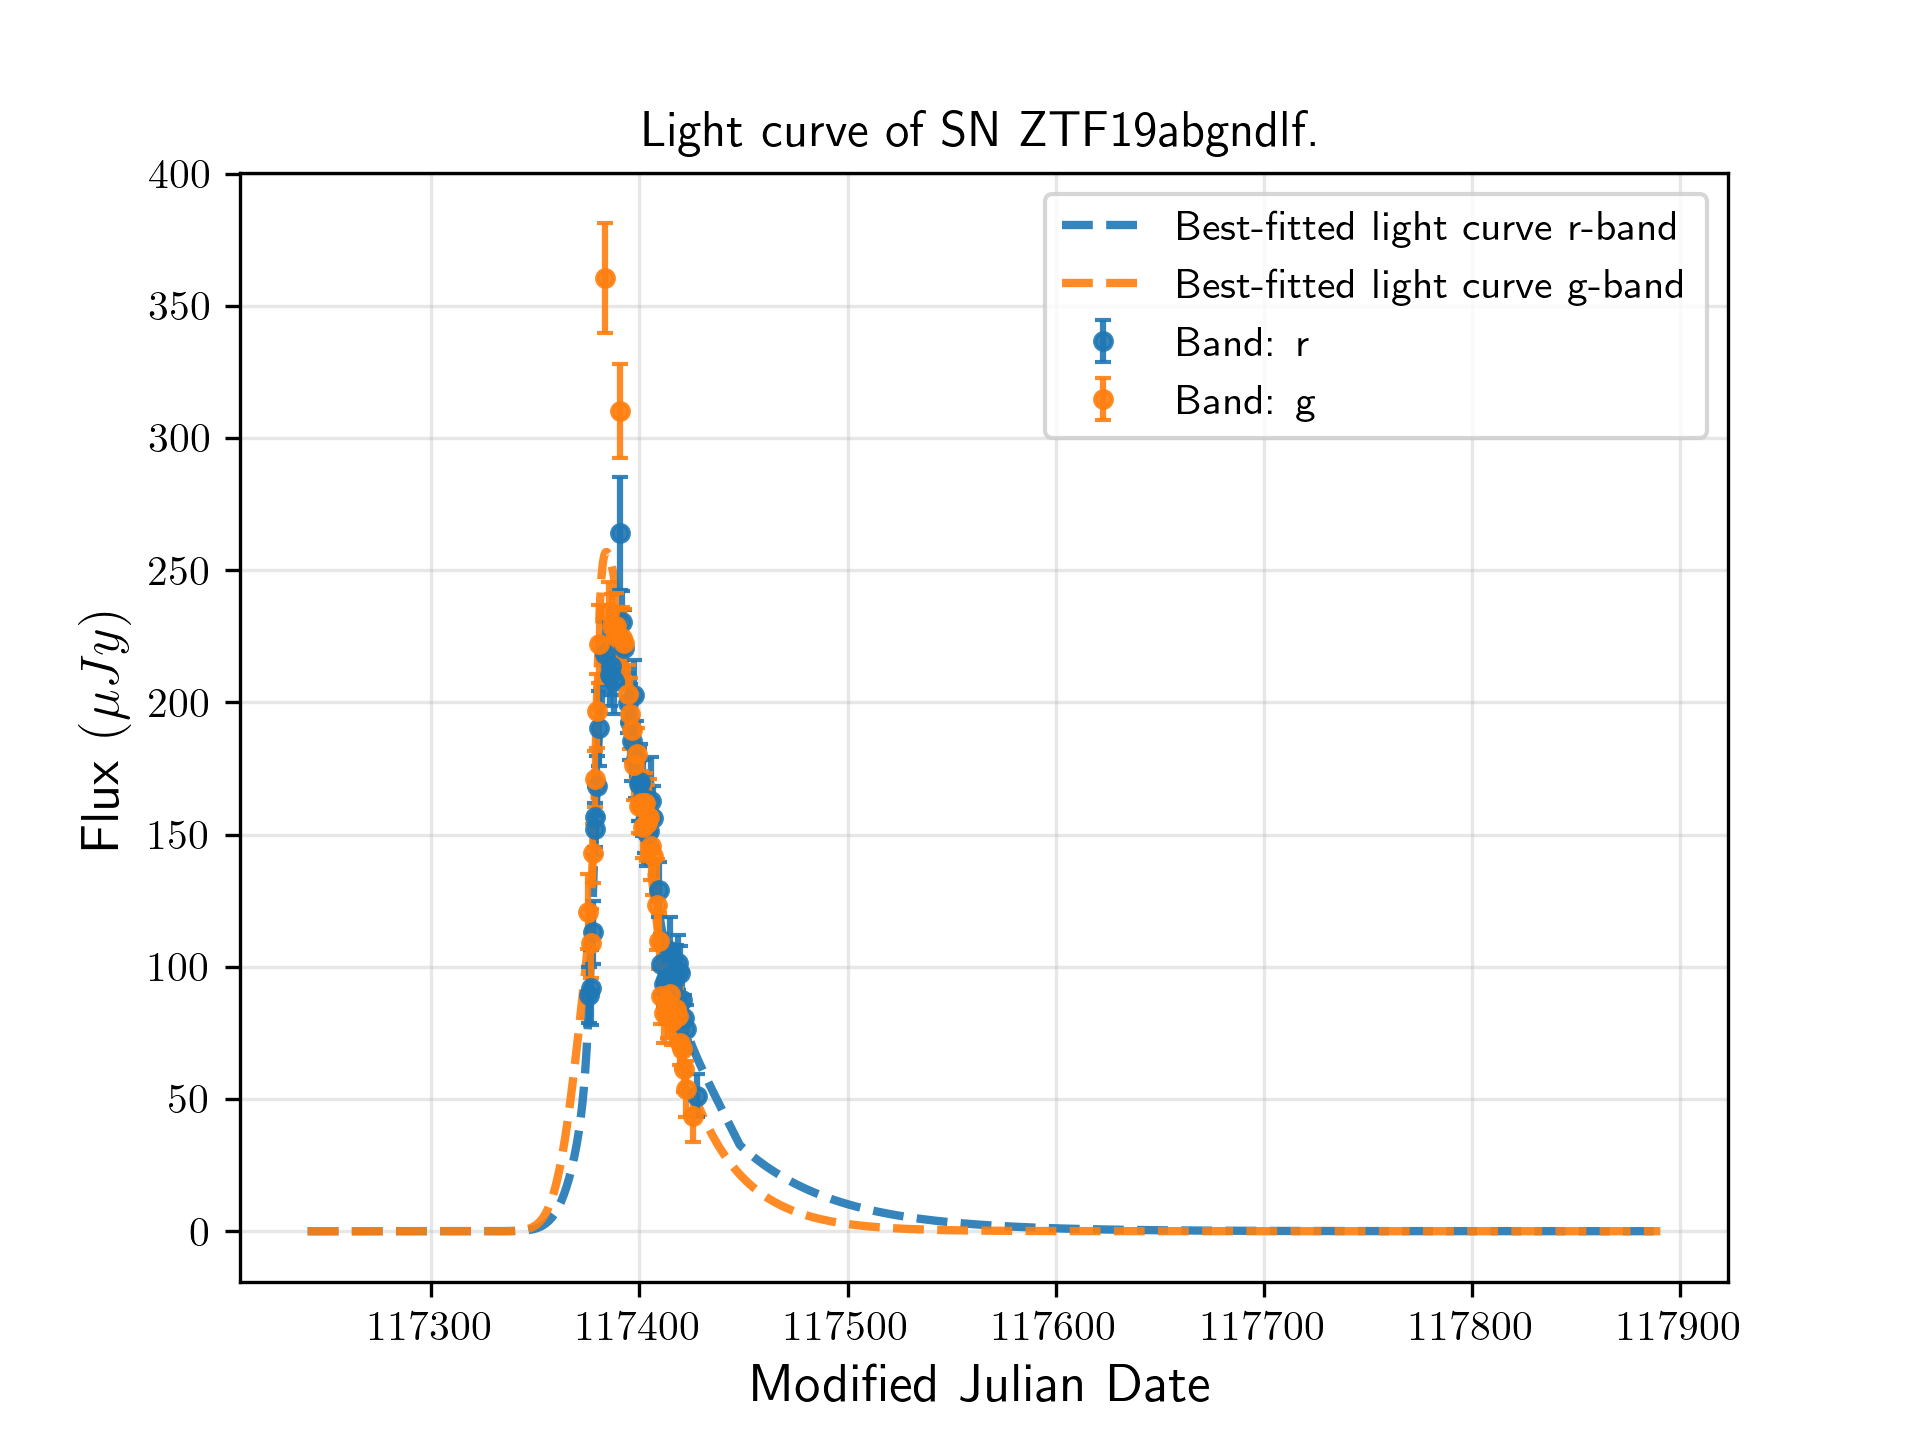 Light curve of SN ZTF19abgndlf.
400
350
300
250
200
150
100
50
0
Flux (μJy)
Best-fitted light curve r-band
Best-fitted light curve g-band
Band: r
Band: g
117300 117400 117500 117600 117700 117800 117900
Modified Julian Date